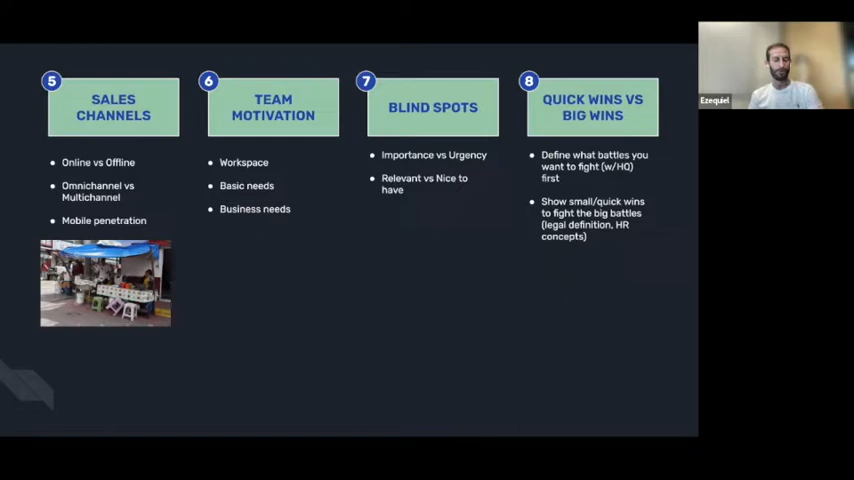 5
SALES
CHANNELS
Online vs Offline
Omnichannel vs
Multichannel
Mobile penetration
6
TEAM
MOTIVATION
Workspace
Basic needs
Business needs
7
BLIND SPOTS
Importance vs Urgency
Relevant vs Nice to
have
8
QUICK WINS VS
BIG WINS
Define what battles you
want to fight (w/HQ)
first
Show small/quick wins
to fight the big battles
(legal definition, HR
concepts)
Ezequiel